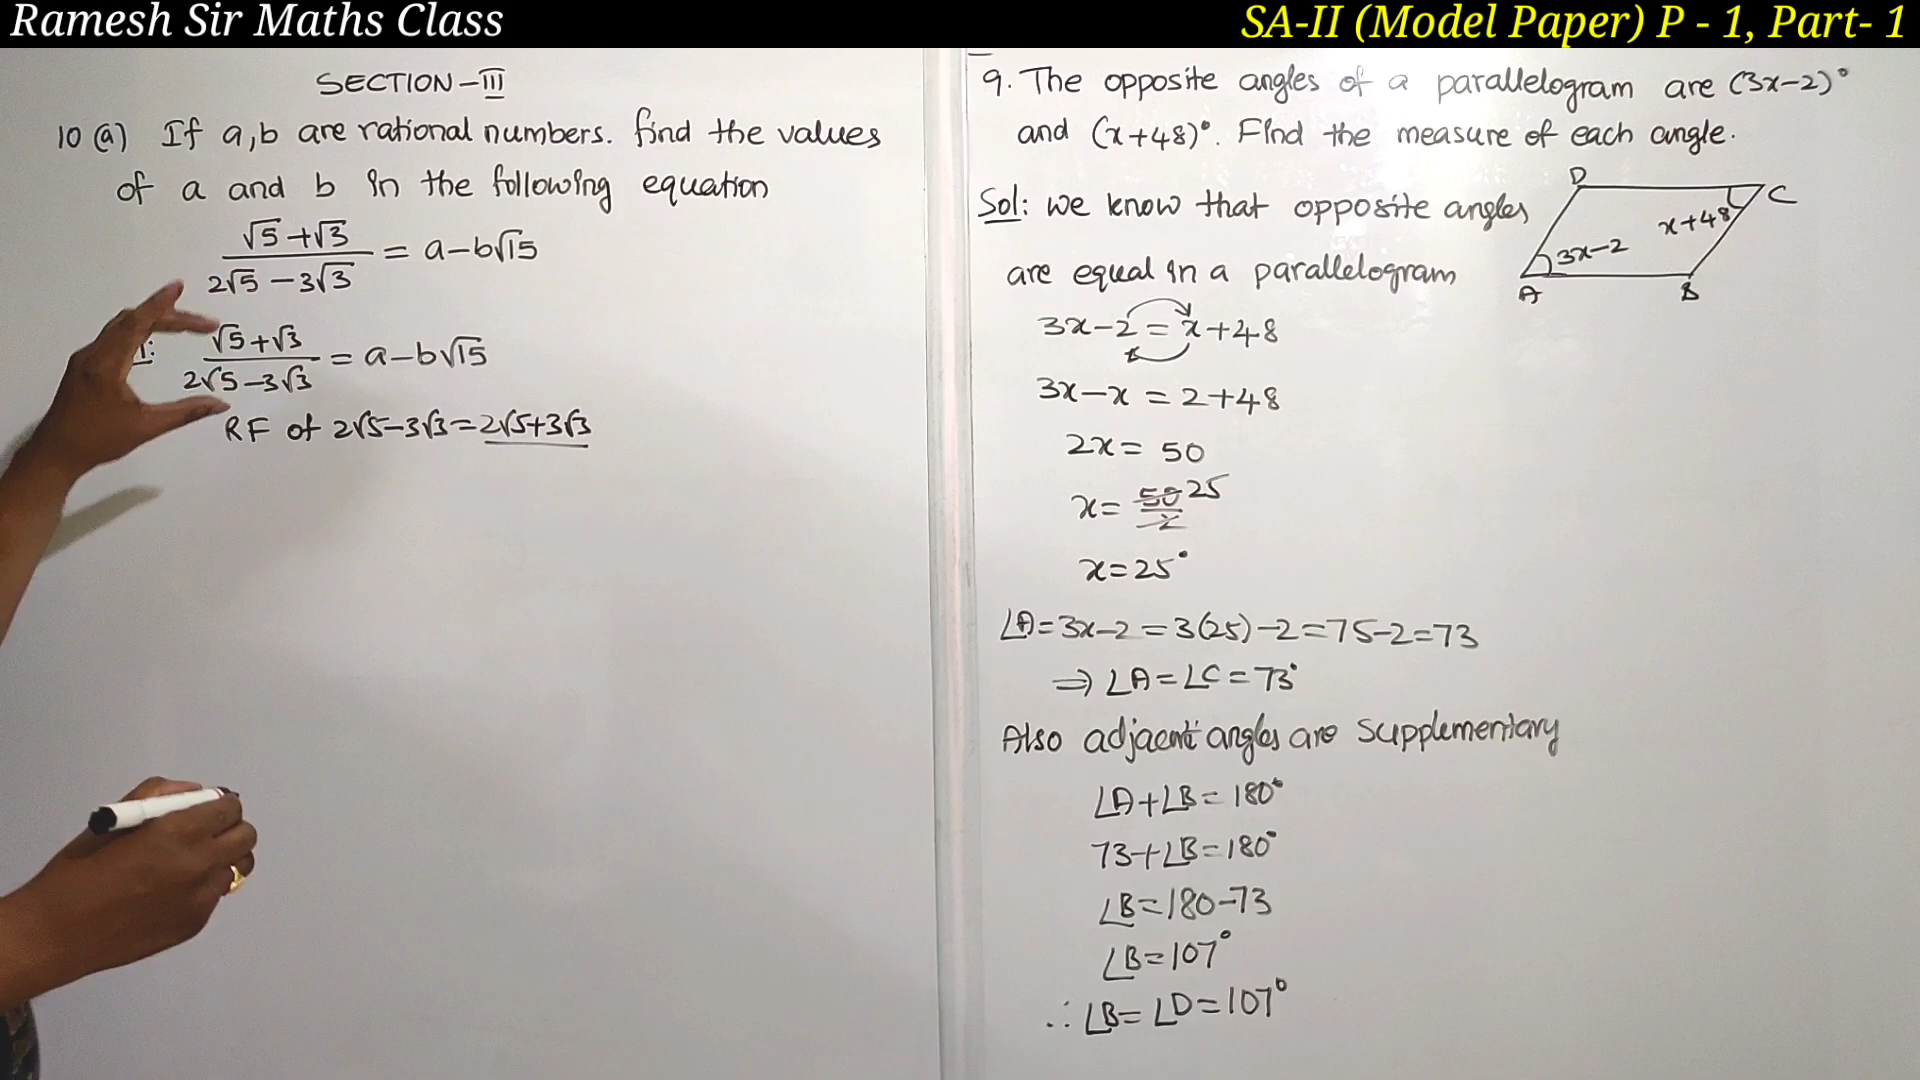 Ramesh Sir Maths Class
SA-II (Model Paper) P - 1, Part- 1
SECTION-III
10 (a) If a,b are rational numbers. find the values
of a and b in the following equation
√5+√3 / 2√5-3√3 = a-b√15
√5+√3 / 2√5-3√3 = a-b√15
RF of 2√5-3√3=2√5+3√3
9. The opposite angles of a parallelogram are (3x-2)°
and (x+48)°. Find the measure of each angle.
Sol: we know that opposite angles
are equal in a parallelogram
D
C
x+48
3x-2
A
B
3x-2 = x+48
3x-x = 2+48
2x= 50
x= 50/2 25
x=25°
∠A=3x-2=3(25)-2=75-2=73
⇒ ∠A=∠C=73°
Also adjacent angles are supplementary
∠A+∠B=180°
73+∠B=180°
∠B=180-73
∠B=107°
∴ ∠B=∠D=107°